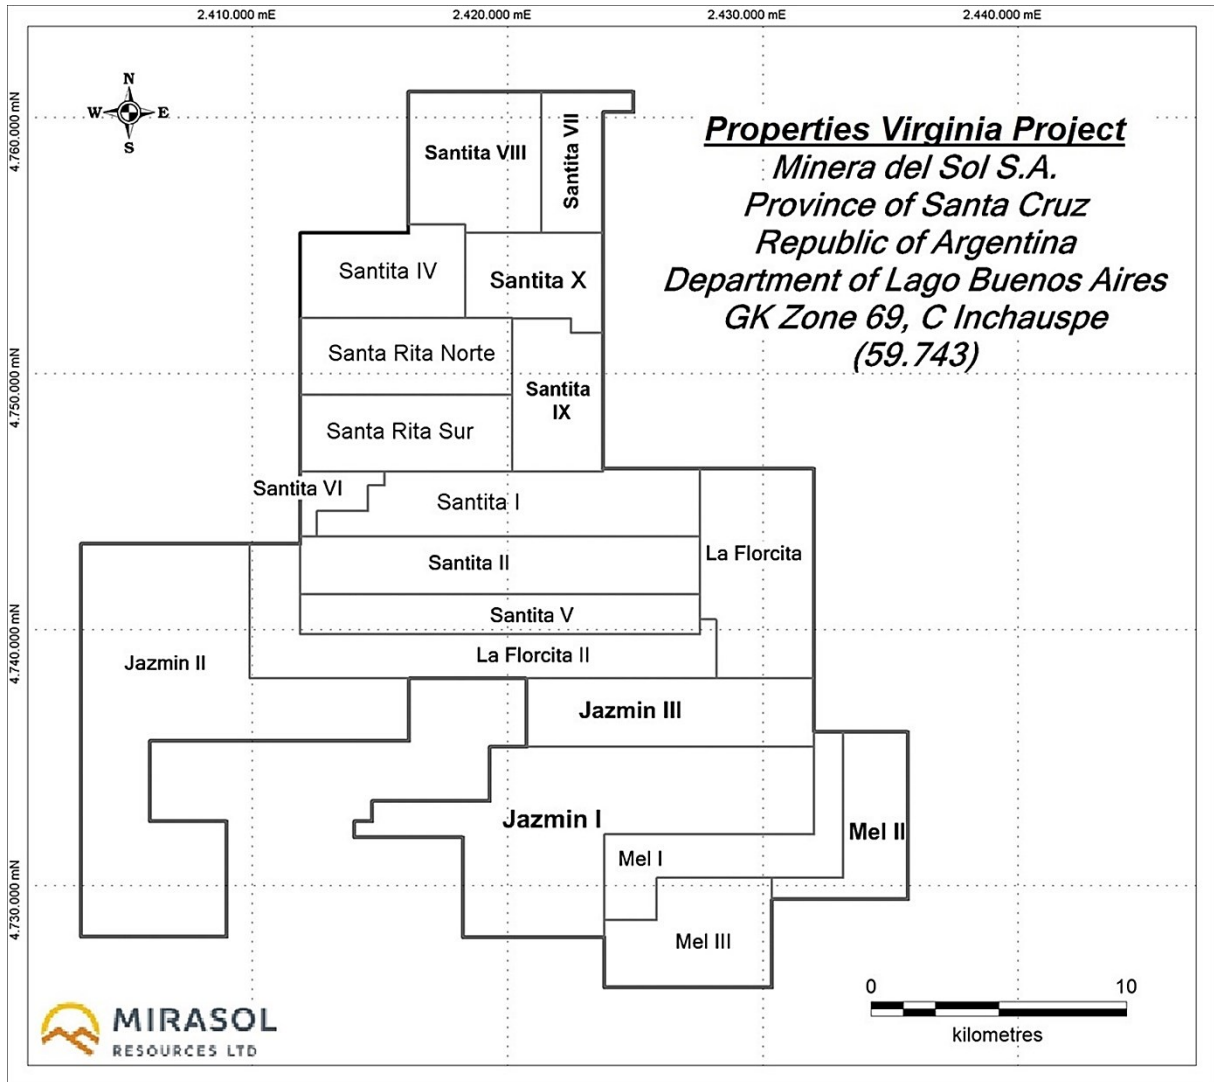 2.410.000 mE
2.420.000 mE
2.430.000 mE
2.440.000 mE
4.760.000 mN
4.750.000 mN
4.740.000 mN
4.730.000 mN
N
W
E
S
Properties Virginia Project
Minera del Sol S.A.
Province of Santa Cruz
Republic of Argentina
Department of Lago Buenos Aires
GK Zone 69, C Inchauspe
(59.743)
Santita VIII
Santita VII
Santita IV
Santita X
Santa Rita Norte
Santita
IX
Santa Rita Sur
Santita VI
Santita I
La Florcita
Santita II
Santita V
La Florcita II
Jazmin II
Jazmin III
Jazmin I
Mel II
Mel I
Mel III
MIRASOL
RESOURCES LTD
0
10
kilometres